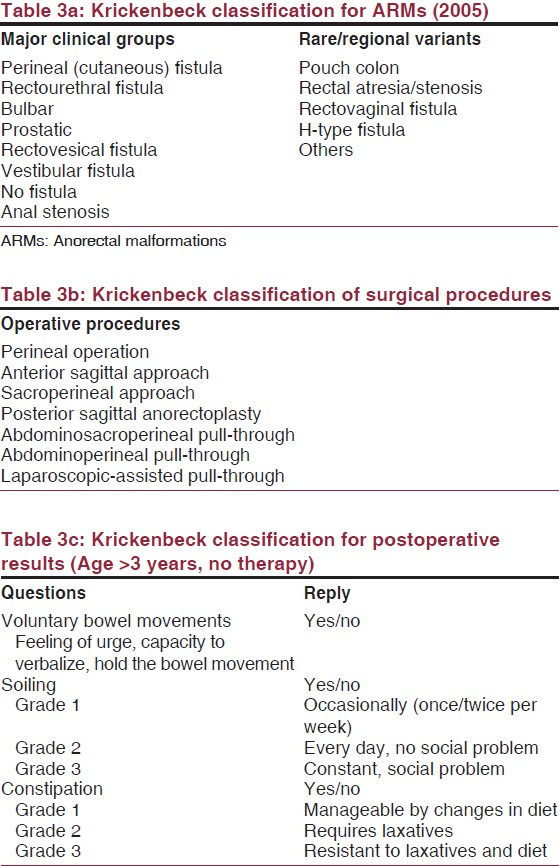 Table 3a: Krickenbeck classification for ARMs (2005)
Major clinical groups Rare/regional variants
Perineal (cutaneous) fistula Pouch colon
Rectourethral fistula Rectal atresia/stenosis
Bulbar Rectovaginal fistula
Prostatic H-type fistula
Rectovesical fistula Others
Vestibular fistula
No fistula
Anal stenosis
ARMs: Anorectal malformations
Table 3b: Krickenbeck classification of surgical procedures
Operative procedures
Perineal operation
Anterior sagittal approach
Sacroperineal approach
Posterior sagittal anorectoplasty
Abdominosacroperineal pull-through
Abdominoperineal pull-through
Laparoscopic-assisted pull-through
Table 3c: Krickenbeck classification for postoperative
results (Age >3 years, no therapy)
Questions Reply
Voluntary bowel movements Yes/no
Feeling of urge, capacity to
verbalize, hold the bowel movement
Soiling Yes/no
Grade 1 Occasionally (once/twice per
week)
Grade 2 Every day, no social problem
Grade 3 Constant, social problem
Constipation Yes/no
Grade 1 Manageable by changes in diet
Grade 2 Requires laxatives
Grade 3 Resistant to laxatives and diet